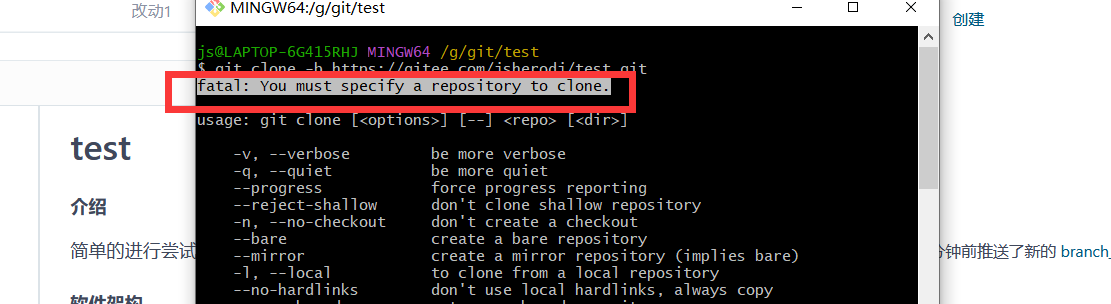 改动1
MINGW64:/g/git/test
创建
js@LAPTOP-6G415RHJ MINGW64 /g/git/test
$ git clone -b https://gitee.com/jsherodj/test.git
fatal: You must specify a repository to clone.
usage: git clone [<options>] [--] <repo> [<dir>]
-v, --verbose be more verbose
-q, --quiet be more quiet
--progress force progress reporting
--reject-shallow don't clone shallow repository
-n, --no-checkout don't create a checkout
--bare create a bare repository
--mirror create a mirror repository (implies bare)
-l, --local to clone from a local repository
--no-hardlinks don't use local hardlinks, always copy
test
介绍
简单的进行尝试
分钟前推送了新的 branch_
软件架构